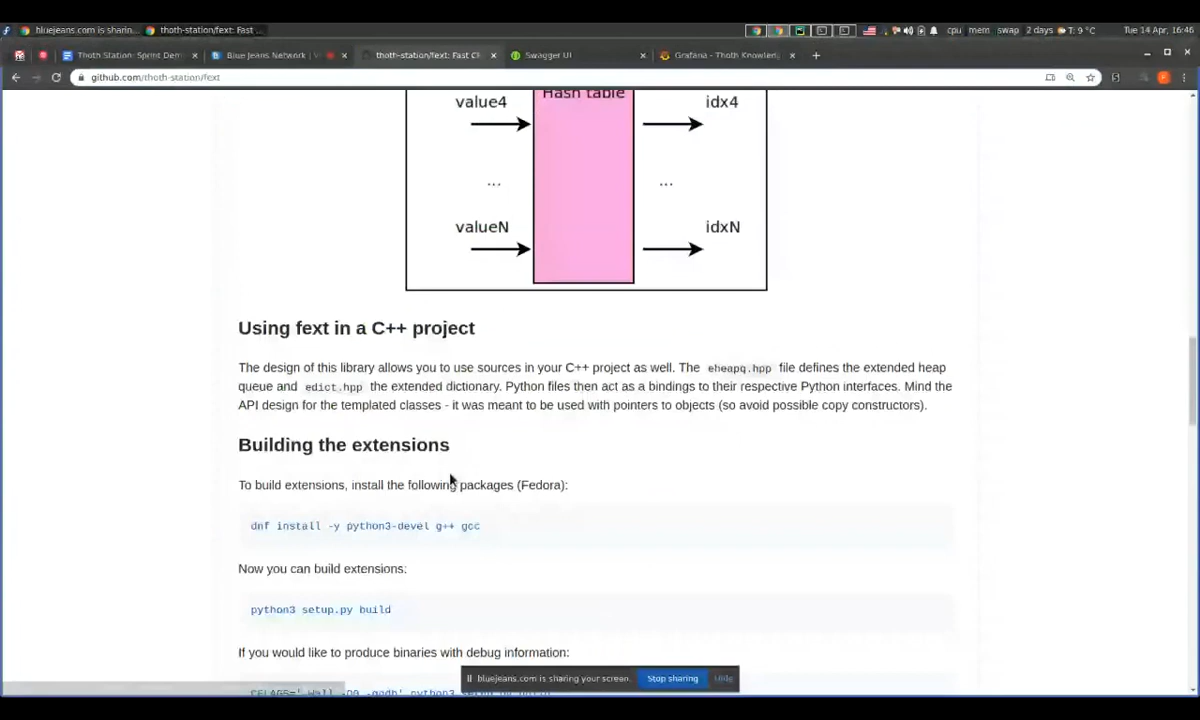 bluejeans.com is sharin...
thoth-station/fext: Fast ...
cpu mem swap 2 days T: 9 °C Tue 14 Apr, 16:46
Thoth Station: Sprint Dem
Blue Jeans Network |
thoth-station/fext: Fast C
Swagger UI
Grafana - Thoth Knowled
github.com/thoth-station/fext
Hash table
value4
idx4
...
...
valueN
idxN
Using fext in a C++ project
The design of this library allows you to use sources in your C++ project as well. The eheapq.hpp file defines the extended heap
queue and edict.hpp the extended dictionary. Python files then act as a bindings to their respective Python interfaces. Mind the
API design for the templated classes - it was meant to be used with pointers to objects (so avoid possible copy constructors).
Building the extensions
To build extensions, install the following packages (Fedora):
dnf install -y python3-devel g++ gcc
Now you can build extensions:
python3 setup.py build
If you would like to produce binaries with debug information:
bluejeans.com is sharing your screen.
Stop sharing
Hide